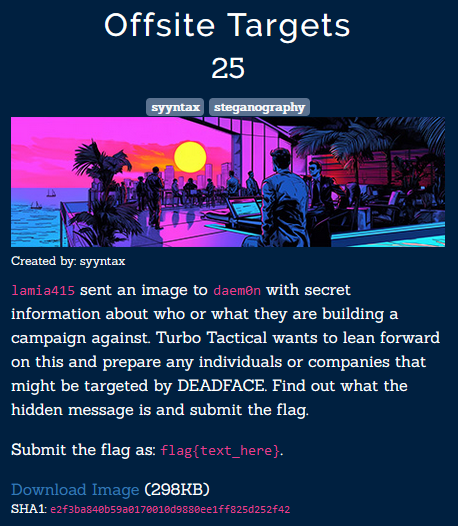 Offsite Targets
25
syyntax steganography
Created by: syyntax
lamia415 sent an image to daem0n with secret
information about who or what they are building a
campaign against. Turbo Tactical wants to lean forward
on this and prepare any individuals or companies that
might be targeted by DEADFACE. Find out what the
hidden message is and submit the flag.
Submit the flag as: flag{text_here}.
Download Image (298KB)
SHA1: e2f3ba840b59a0170010d9880ee1ff825d252f42